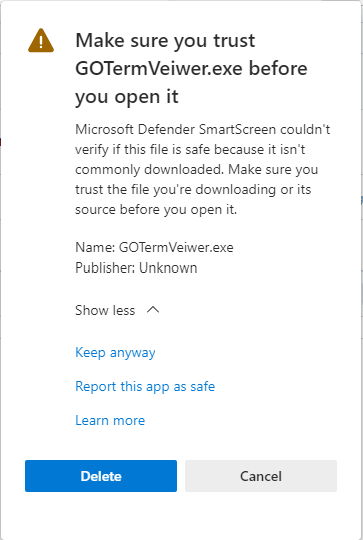 Make sure you trust
GOTermVeiwer.exe before
you open it
Microsoft Defender SmartScreen couldn't
verify if this file is safe because it isn't
commonly downloaded. Make sure you
trust the file you're downloading or its
source before you open it.
Name: GOTermVeiwer.exe
Publisher: Unknown
Show less
Keep anyway
Report this app as safe
Learn more
Delete
Cancel